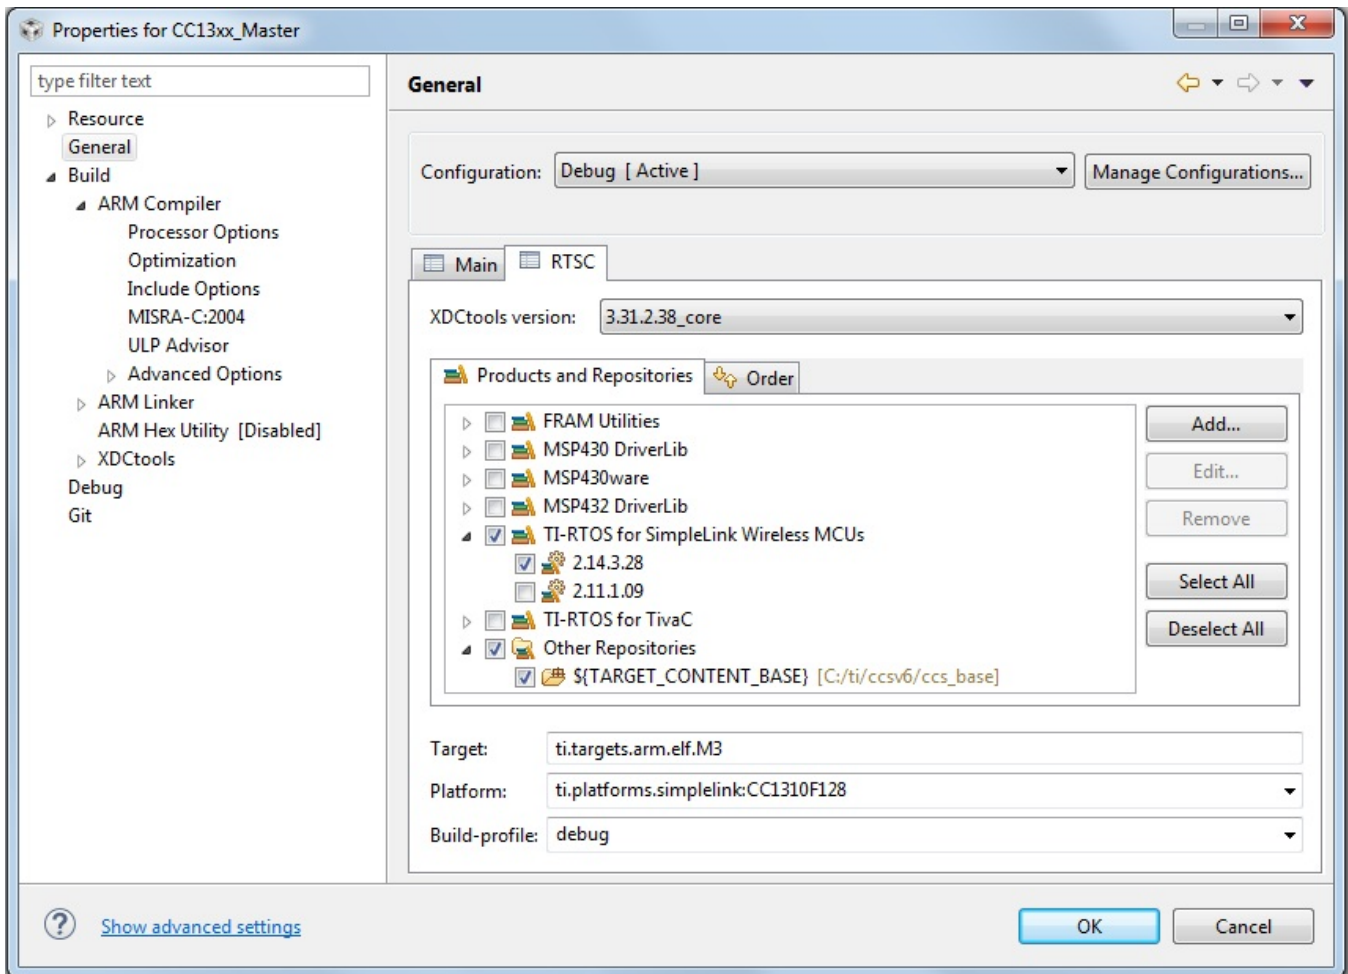 Properties for CC13xx_Master
type filter text
Resource
General
Build
ARM Compiler
Processor Options
Optimization
Include Options
MISRA-C:2004
ULP Advisor
Advanced Options
ARM Linker
ARM Hex Utility [Disabled]
XDCtools
Debug
Git
General
Configuration: Debug [ Active ] Manage Configurations...
Main RTSC
XDCtools version: 3.31.2.38_core
Products and Repositories Order
FRAM Utilities
MSP430 DriverLib
MSP430ware
MSP432 DriverLib
TI-RTOS for SimpleLink Wireless MCUs
2.14.3.28
2.11.1.09
TI-RTOS for TivaC
Other Repositories
${TARGET_CONTENT_BASE} [C:/ti/ccsv6/ccs_base]
Add...
Edit...
Remove
Select All
Deselect All
Target: ti.targets.arm.elf.M3
Platform: ti.platforms.simplelink:CC1310F128
Build-profile: debug
? Show advanced settings
OK Cancel